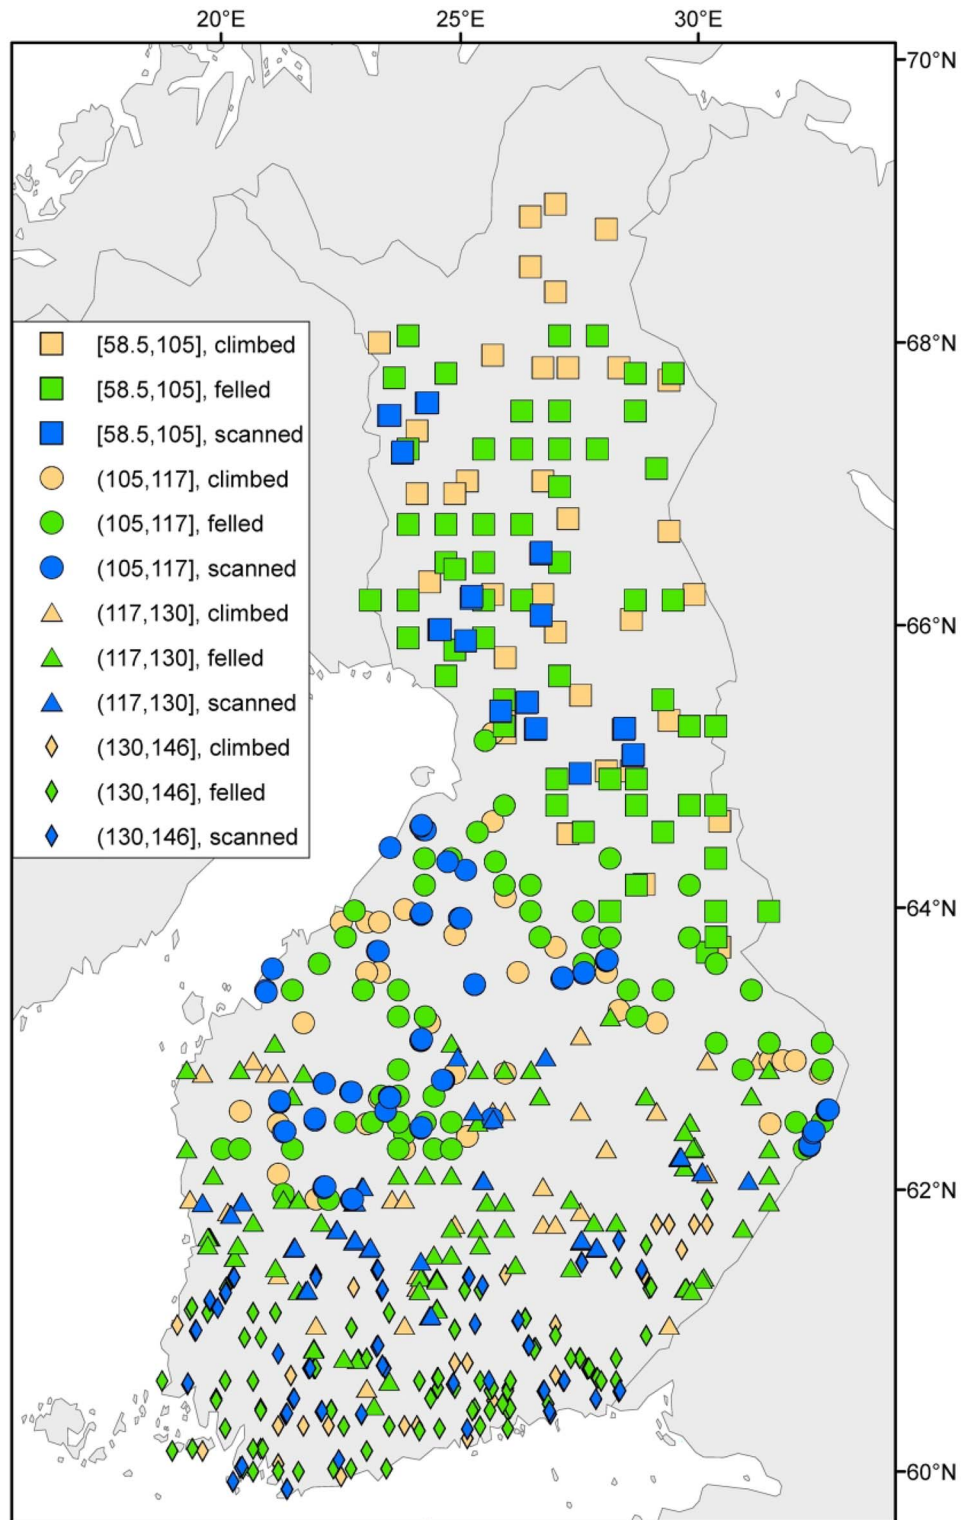 20°E 25°E 30°E
70°N
68°N
[58.5,105], climbed
[58.5,105], felled
[58.5,105], scanned
(105,117], climbed
(105,117], felled
(105,117], scanned
(117,130], climbed
66°N
(117,130], felled
(117,130], scanned
(130,146], climbed
(130,146], felled
(130,146], scanned
64°N
62°N
60°N